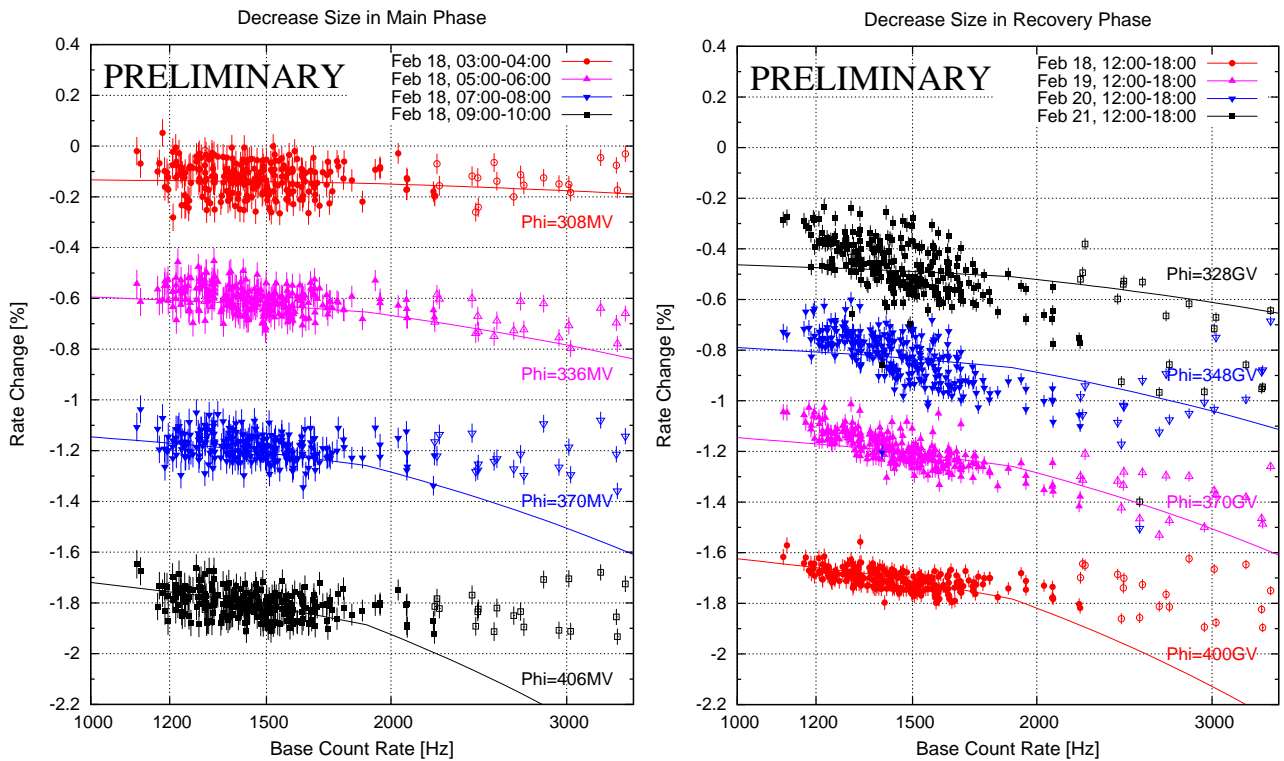 Decrease Size in Main Phase
PRELIMINARY
Feb 18, 03:00-04:00
Feb 18, 05:00-06:00
Feb 18, 07:00-08:00
Feb 18, 09:00-10:00
0.4
0.2
0
-0.2
-0.4
-0.6
-0.8
-1
-1.2
-1.4
-1.6
-1.8
-2
-2.2
Rate Change [%]
Phi=308MV
Phi=336MV
Phi=370MV
Phi=406MV
1000 1200 1500 2000 3000
Base Count Rate [Hz]
Decrease Size in Recovery Phase
PRELIMINARY
Feb 18, 12:00-18:00
Feb 19, 12:00-18:00
Feb 20, 12:00-18:00
Feb 21, 12:00-18:00
0.4
0.2
0
-0.2
-0.4
-0.6
-0.8
-1
-1.2
-1.4
-1.6
-1.8
-2
-2.2
Rate Change [%]
Phi=328GV
Phi=348GV
Phi=370GV
Phi=400GV
1000 1200 1500 2000 3000
Base Count Rate [Hz]